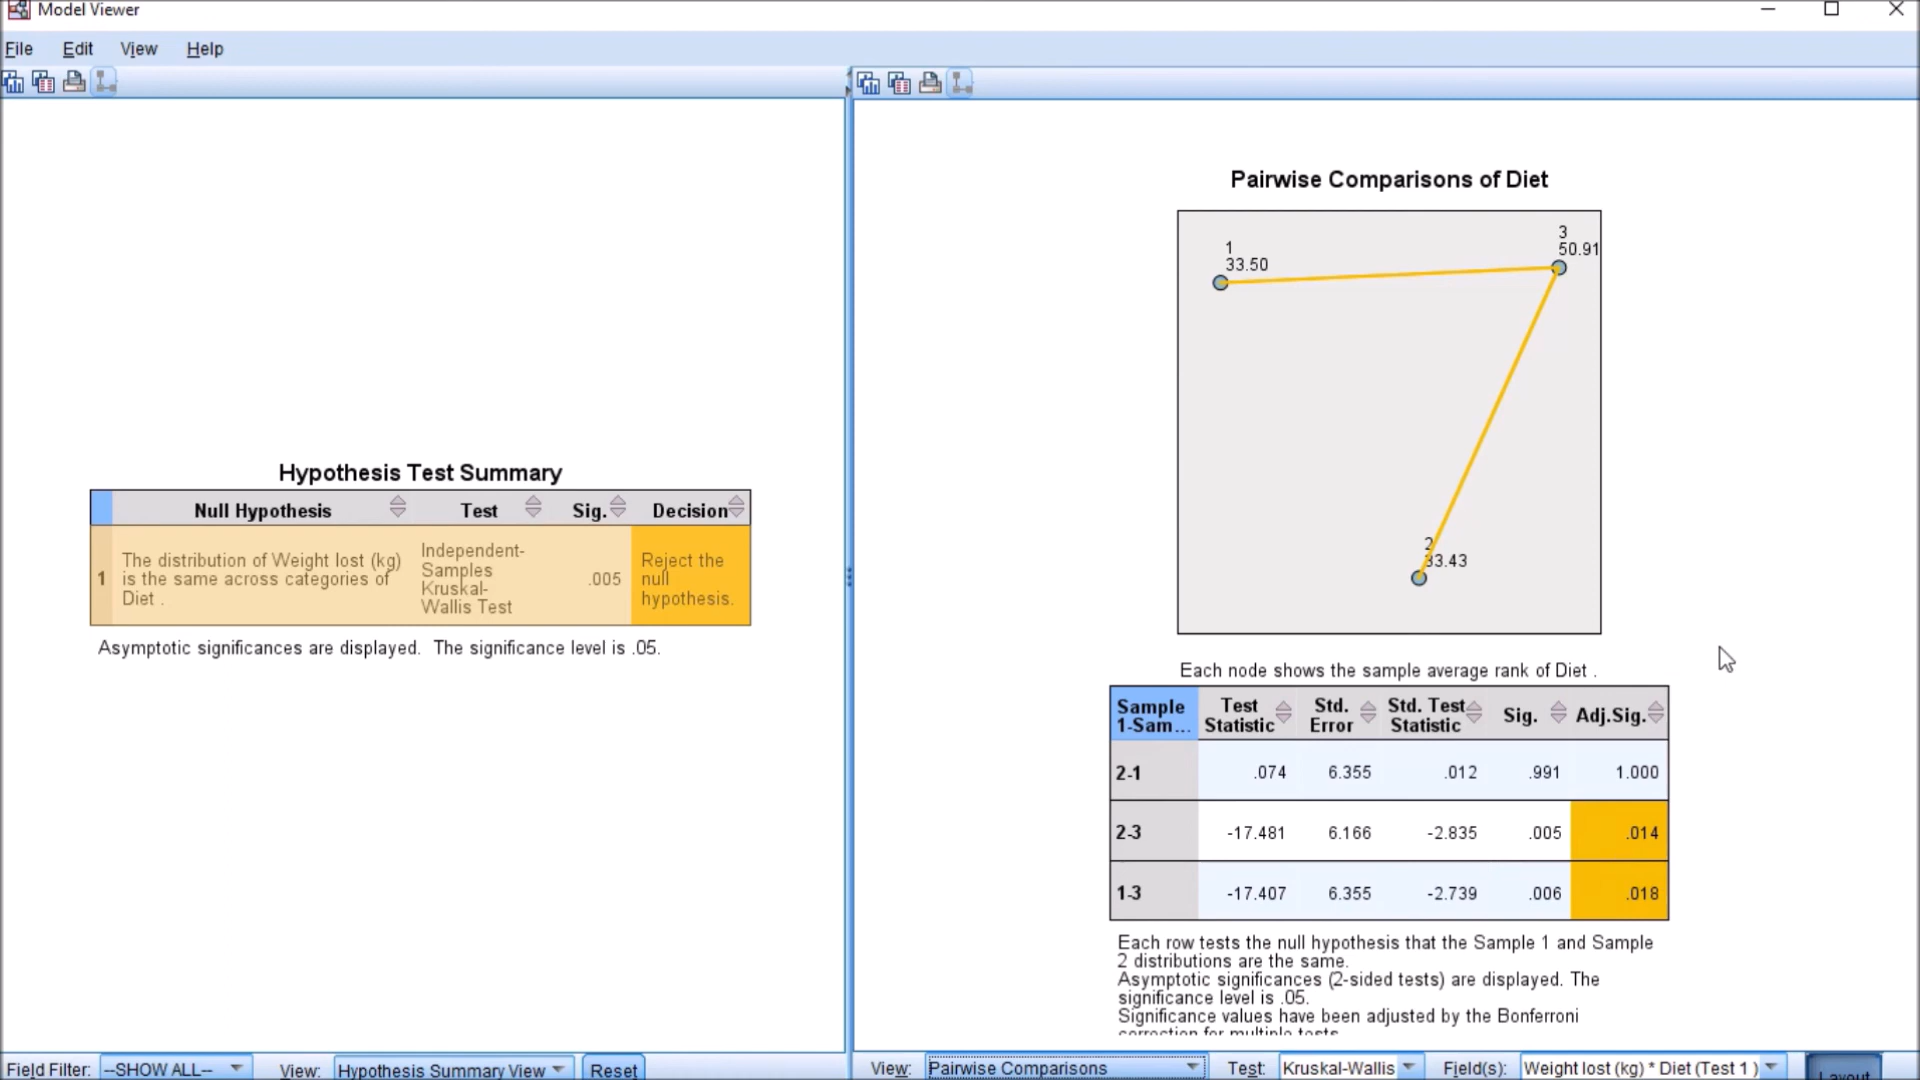 Model Viewer
File Edit View Help
Hypothesis Test Summary
Null Hypothesis Test Sig. Decision
1 The distribution of Weight lost (kg) is the same across categories of Diet . Independent-Samples Kruskal-Wallis Test .005 Reject the null hypothesis.
Asymptotic significances are displayed. The significance level is .05.
Field Filter: --SHOW ALL-- View: Hypothesis Summary View Reset
Pairwise Comparisons of Diet
1
33.50
3
50.91
2
33.43
Each node shows the sample average rank of Diet .
Sample 1-Sam... Test Statistic Std. Error Std. Test Statistic Sig. Adj.Sig.
2-1 .074 6.355 .012 .991 1.000
2-3 -17.481 6.166 -2.835 .005 .014
1-3 -17.407 6.355 -2.739 .006 .018
Each row tests the null hypothesis that the Sample 1 and Sample
2 distributions are the same.
Asymptotic significances (2-sided tests) are displayed. The
significance level is .05.
Significance values have been adjusted by the Bonferroni
correction for multiple tests.
View: Pairwise Comparisons Test: Kruskal-Wallis Field(s): Weight lost (kg) * Diet (Test 1 ) Layout